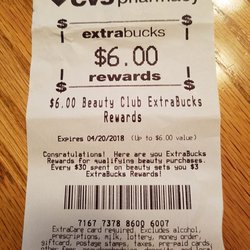 CVS pharmacy
extrabucks
$6.00
rewards
$6.00 Beauty Club ExtraBucks
Rewards
Expires 04/20/2018 (Up to $6.00 value)
Congratulations! Here are you ExtraBucks
Rewards for qualifying beauty purchases.
Every $30 spent on beauty sets you $3
ExtraBucks Rewards!
7167 7378 8600 6007
ExtraCare card required. Excludes alcohol,
prescriptions, milk, lottery, money order,
giftcard, postage stamps, taxes, pre-paid cards,